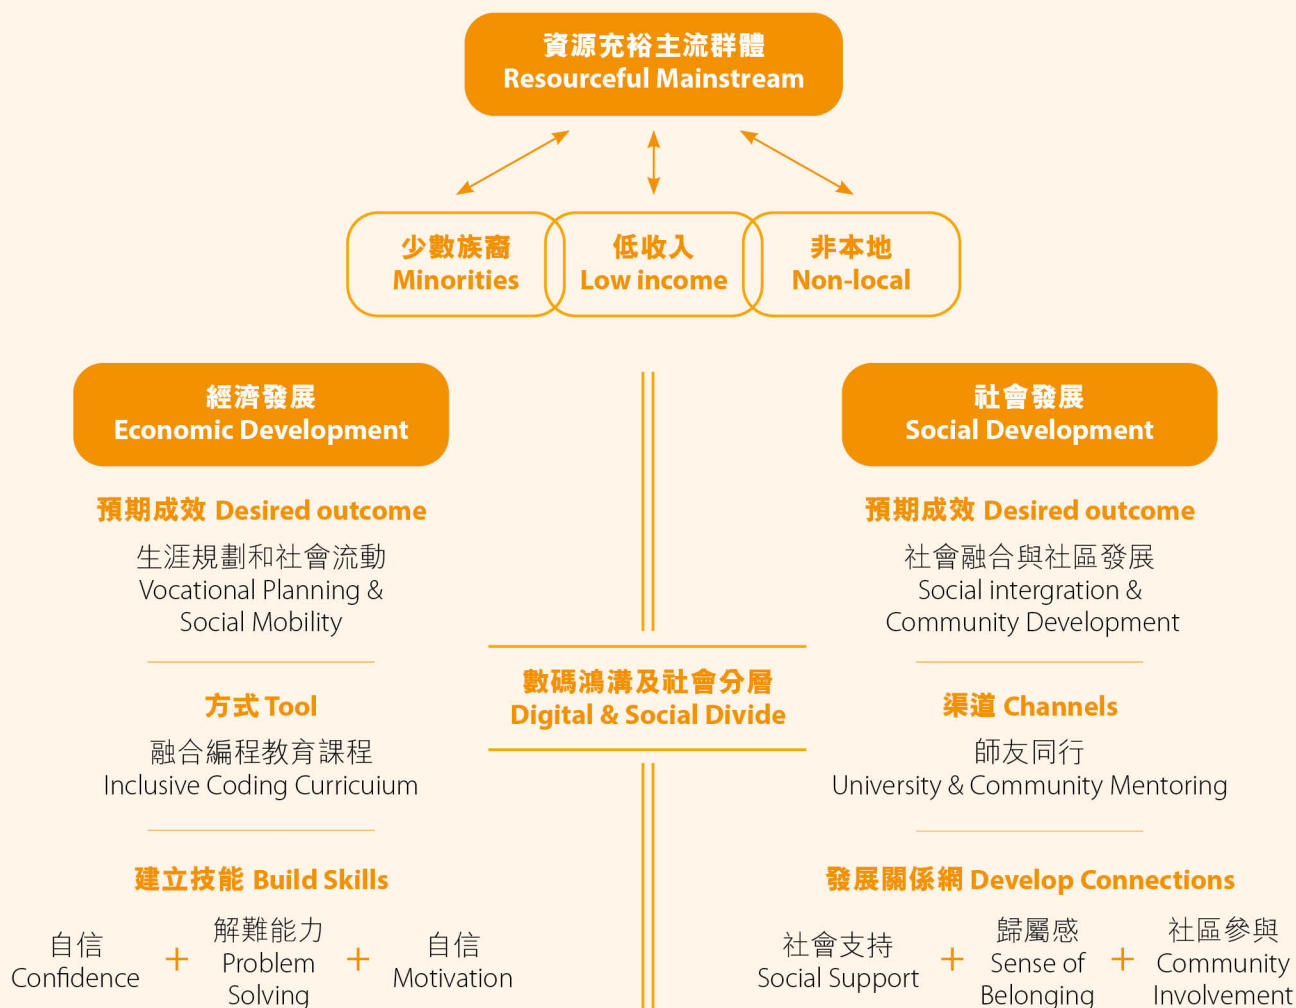 資源充裕主流群體
Resourceful Mainstream
少數族裔
Minorities
低收入
Low income
非本地
Non-local
經濟發展
Economic Development
預期成效 Desired outcome
生涯規劃和社會流動
Vocational Planning &
Social Mobility
方式 Tool
融合編程教育課程
Inclusive Coding Curricuium
建立技能 Build Skills
自信
Confidence
+
解難能力
Problem
Solving
+
自信
Motivation
數碼鴻溝及社會分層
Digital & Social Divide
社會發展
Social Development
預期成效 Desired outcome
社會融合與社區發展
Social intergration &
Community Development
渠道 Channels
師友同行
University & Community Mentoring
發展關係網 Develop Connections
社會支持
Social Support
+
歸屬感
Sense of
Belonging
+
社區參與
Community
Involvement